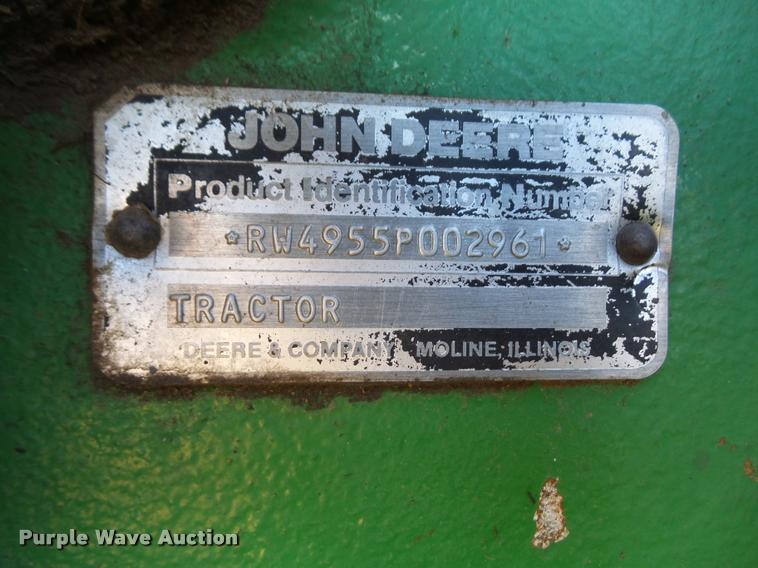 JOHN DEERE
Product Identification Number
*RW4955P002961*
TRACTOR
DEERE & COMPANY MOLINE, ILLINOIS
Purple Wave Auction